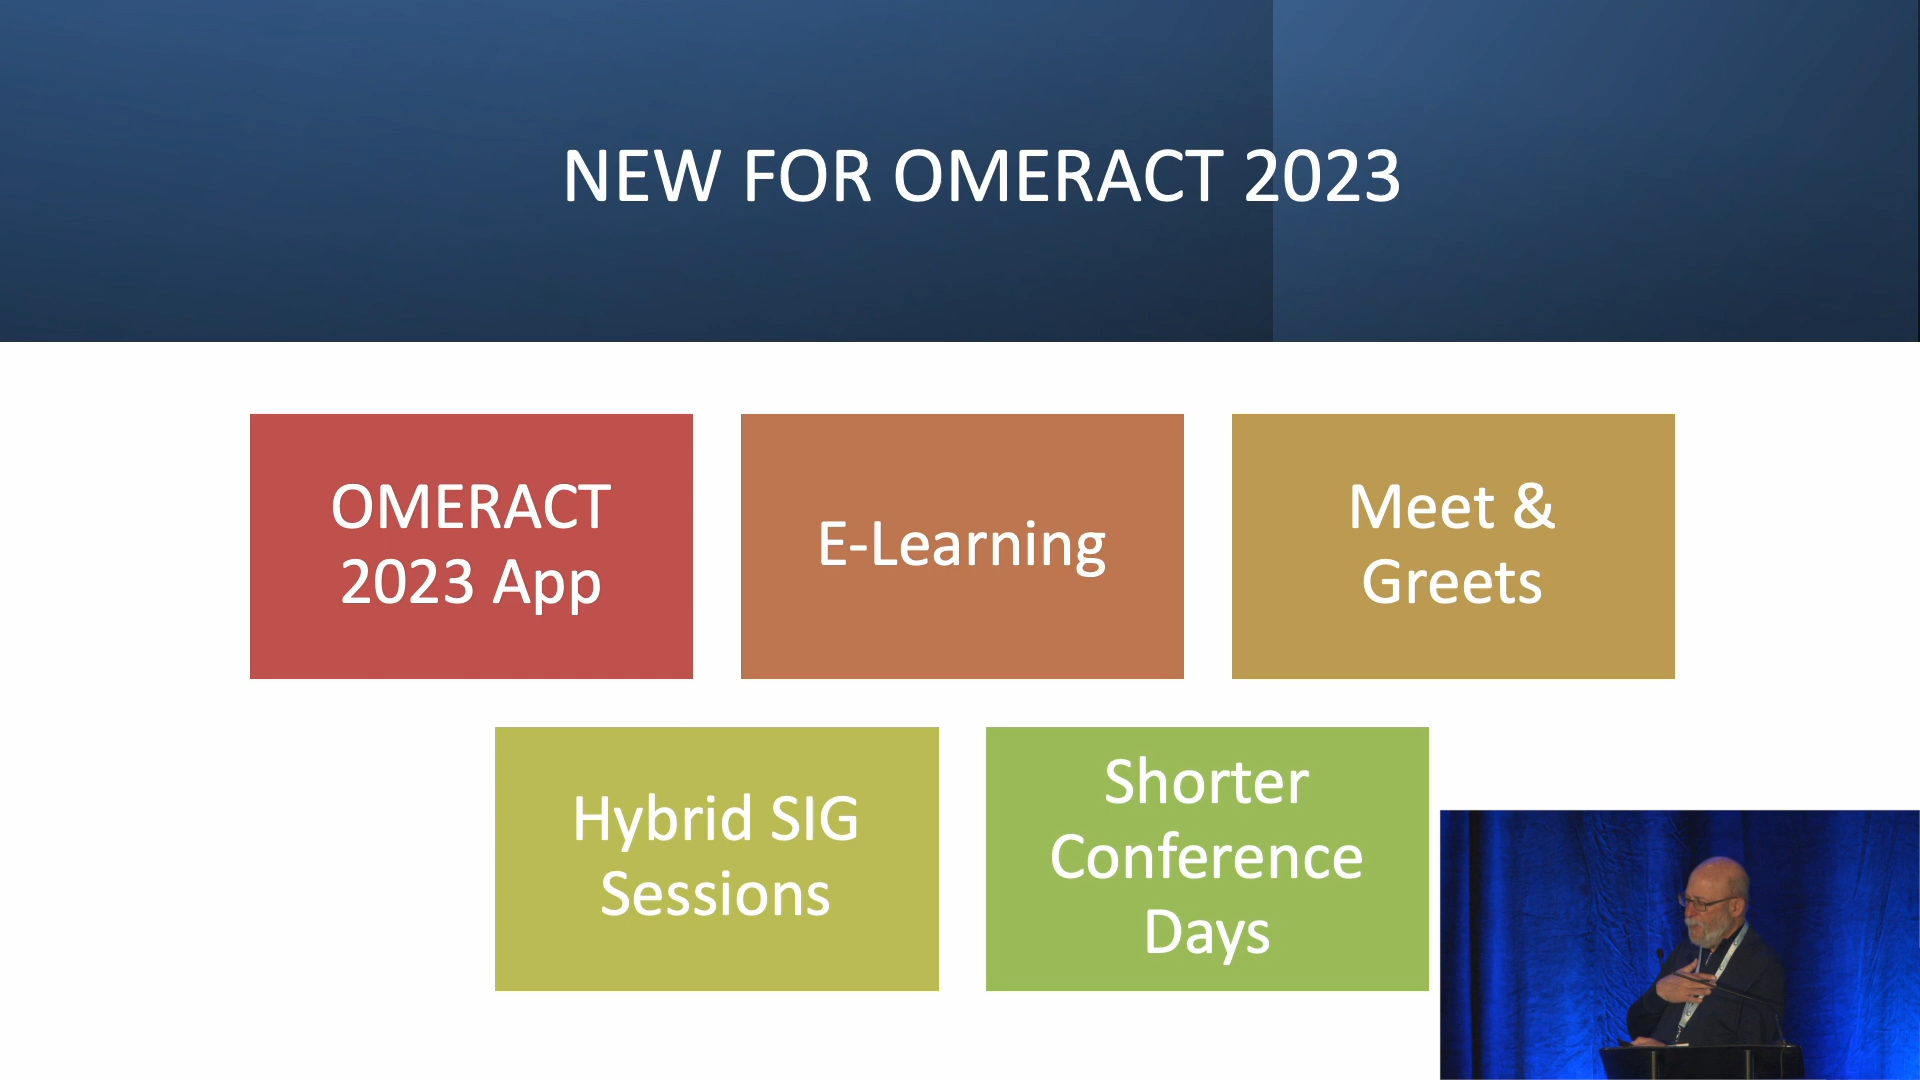 NEW FOR OMERACT 2023
OMERACT
2023 App
E-Learning
Meet &
Greets
Hybrid SIG
Sessions
Shorter
Conference
Days